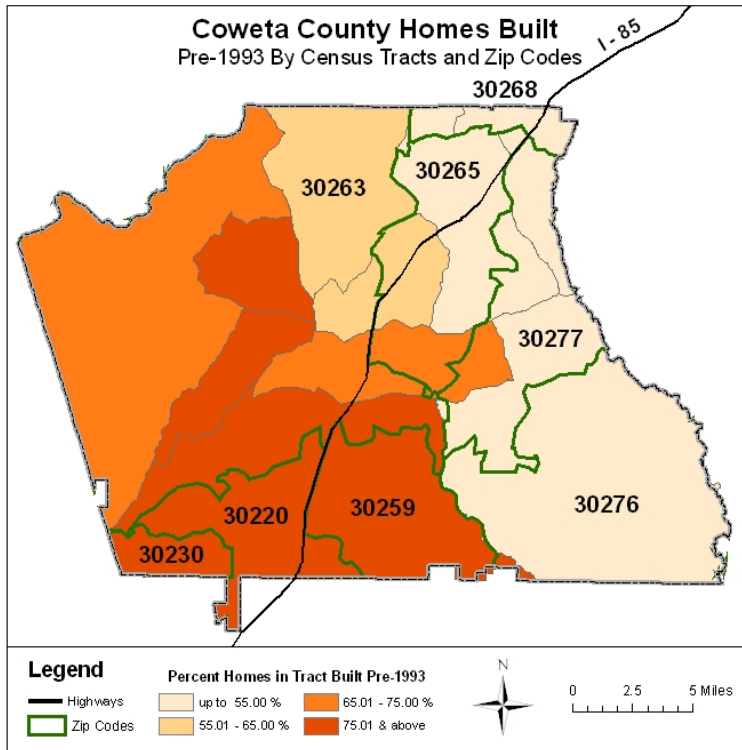 Coweta County Homes Built
Pre-1993 By Census Tracts and Zip Codes
I - 85
30268
30265
30263
30277
30259
30276
30220
30230
Legend
Highways
Zip Codes
Percent Homes in Tract Built Pre-1993
up to 55.00 %
55.01 - 65.00 %
65.01 - 75.00 %
75.01 & above
N
0 2.5 5 Miles